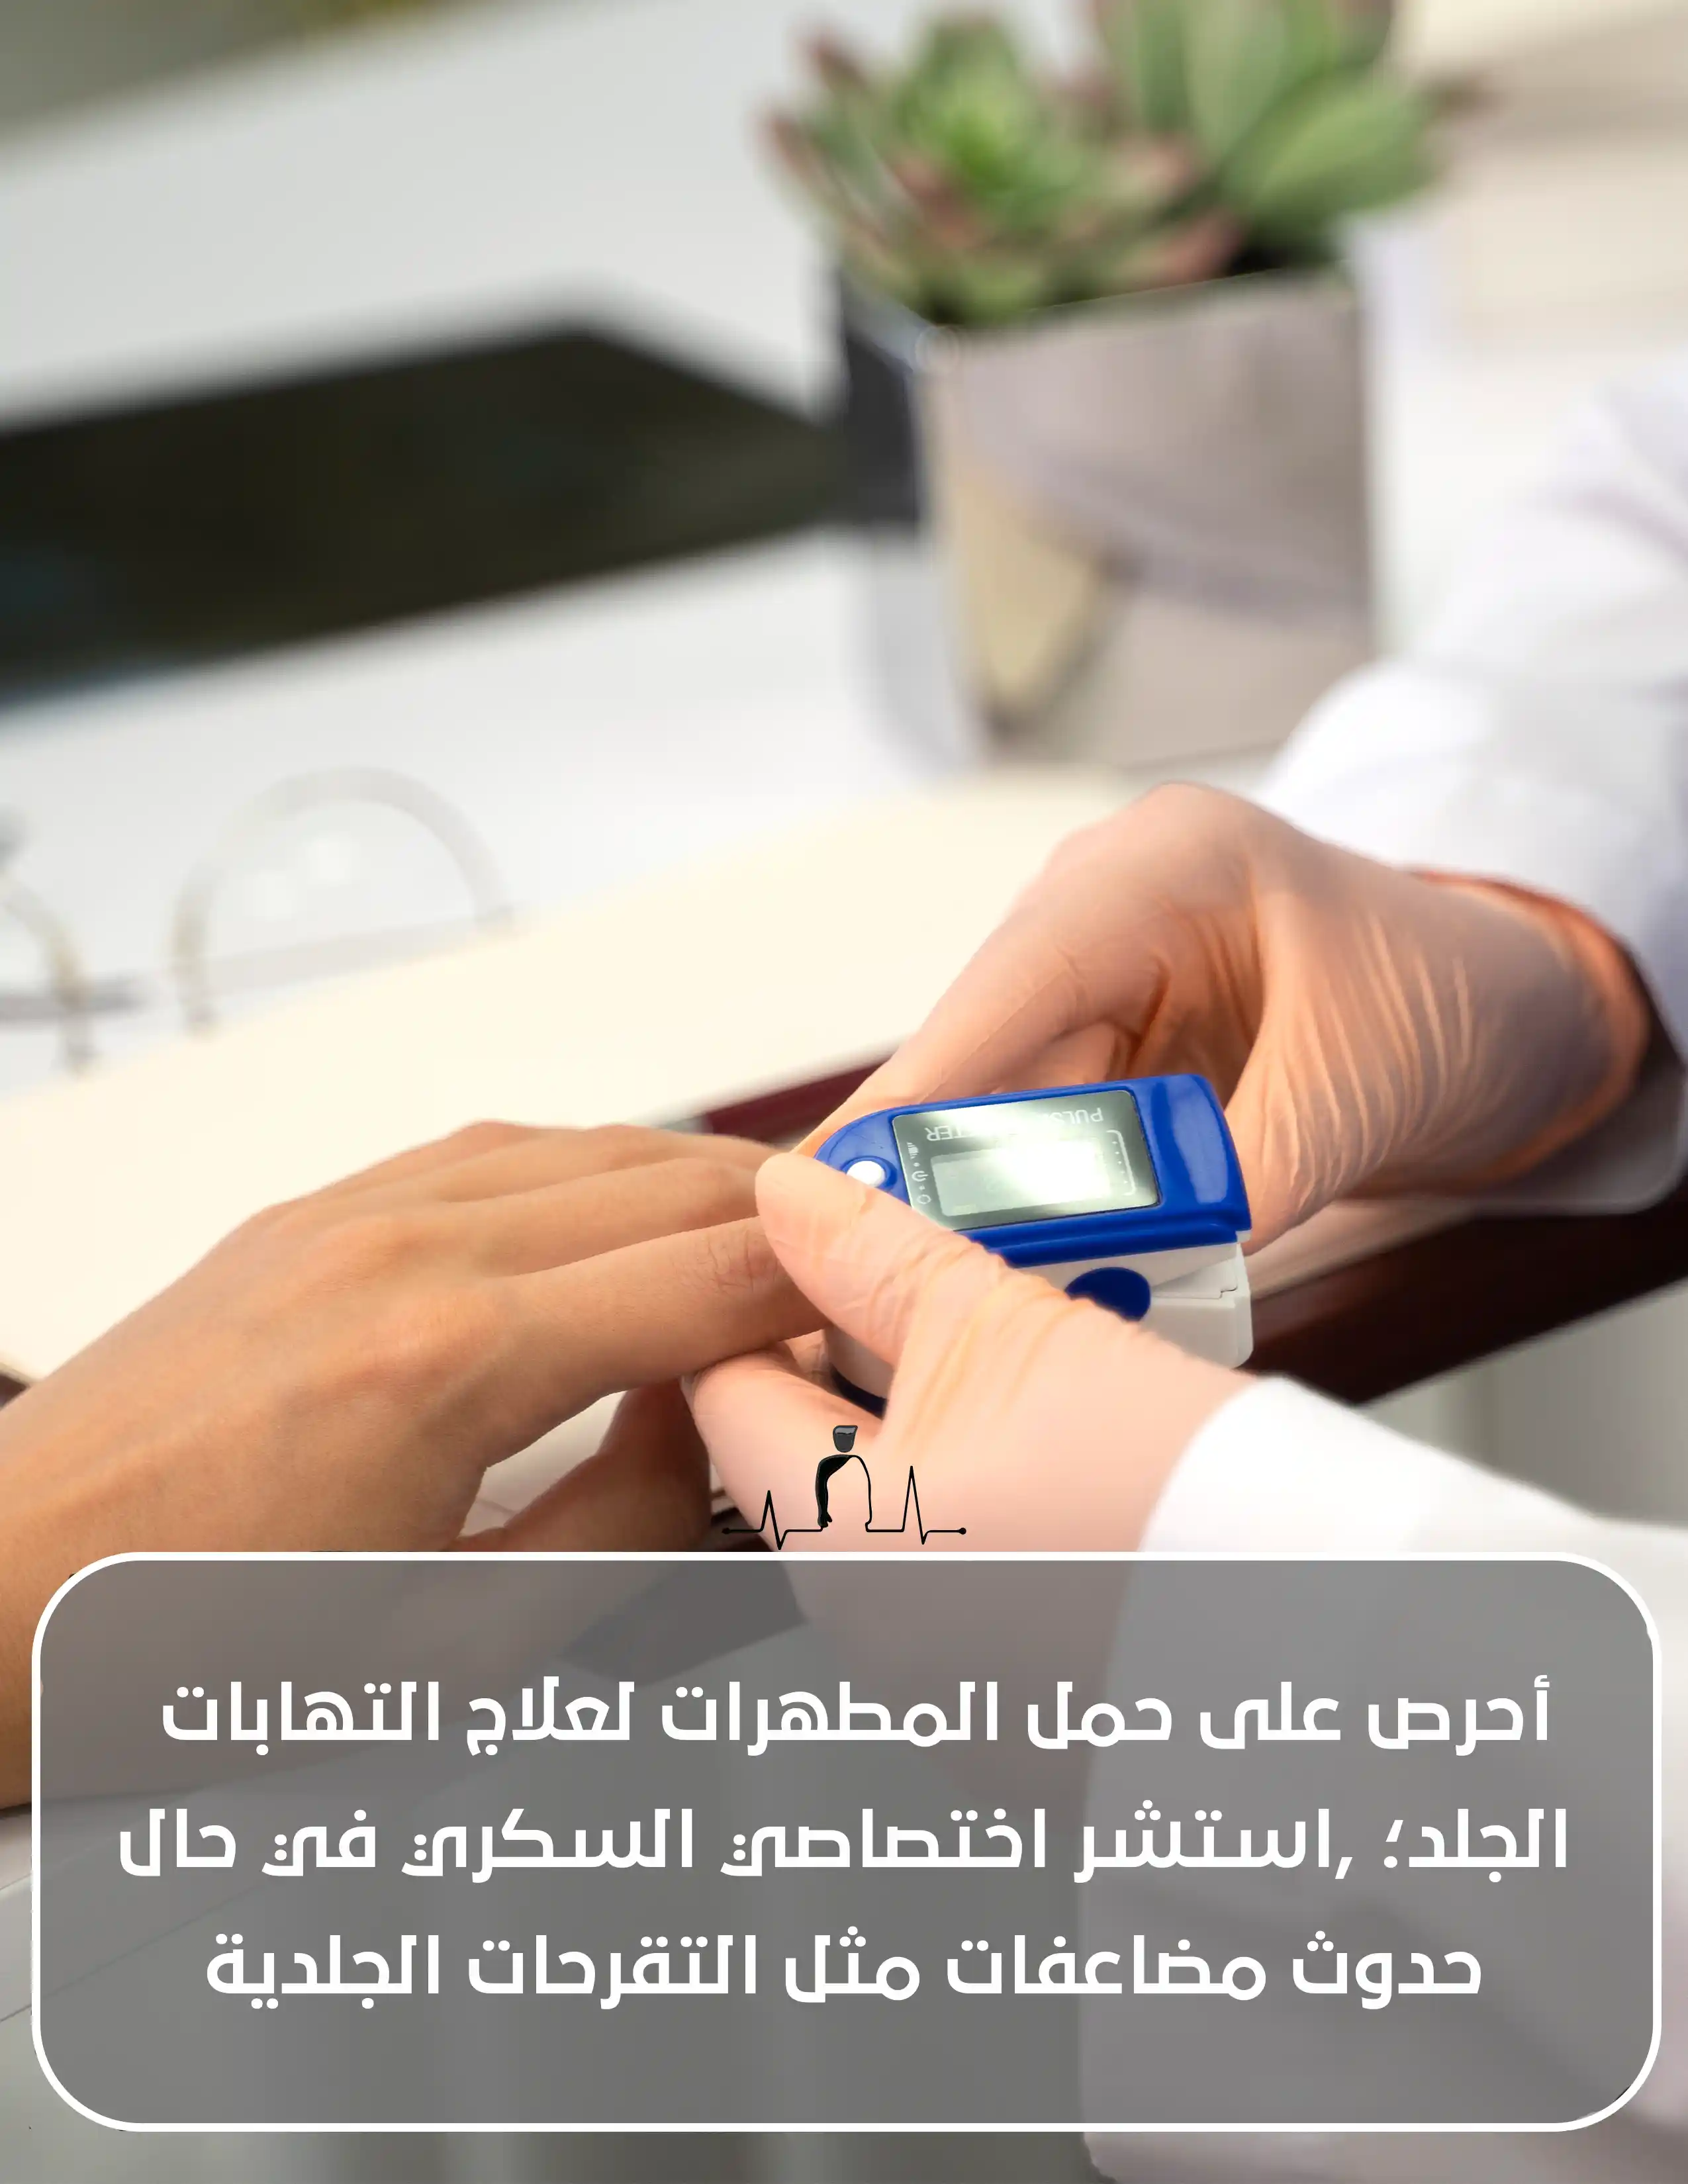 أحرص على حمل المطهرات لعلاج التهابات
الجلد؛ ,استشر اختصاصي السكري في حال
حدوث مضاعفات مثل التقرحات الجلدية